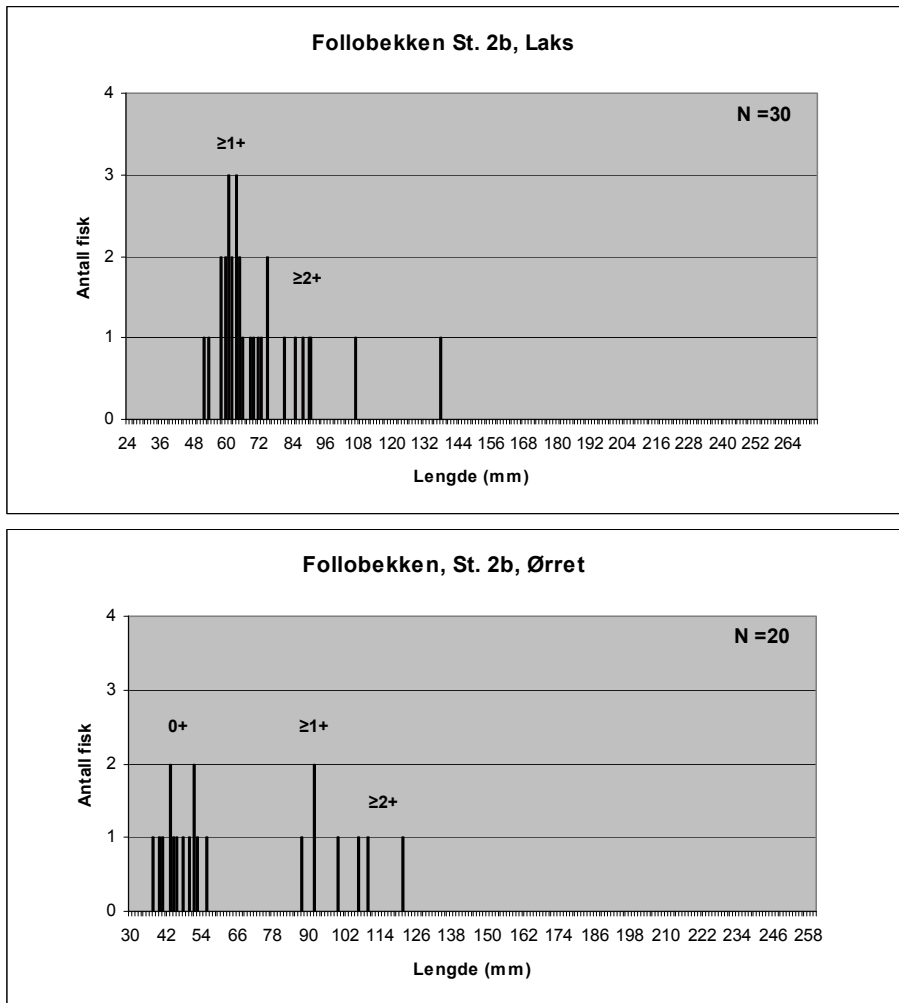 Follobekken St. 2b, Laks
N =30
4
3
2
1
0
≥1+
≥2+
Antall fisk
24 36 48 60 72 84 96 108 120 132 144 156 168 180 192 204 216 228 240 252 264
Lengde (mm)
Follobekken, St. 2b, Ørret
N =20
4
3
2
1
0
0+
≥1+
≥2+
Antall fisk
30 42 54 66 78 90 102 114 126 138 150 162 174 186 198 210 222 234 246 258
Lengde (mm)